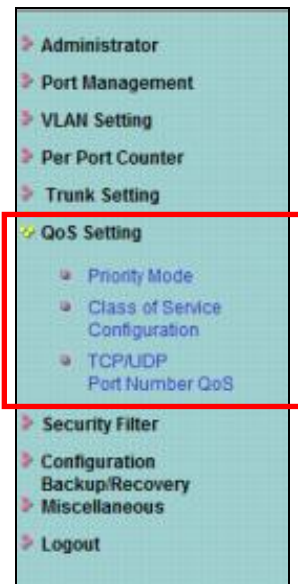 Administrator
Port Management
VLAN Setting
Per Port Counter
Trunk Setting
QoS Setting
Priority Mode
Class of Service
Configuration
TCP/UDP
Port Number QoS
Security Filter
Configuration
Backup/Recovery
Miscellaneous
Logout